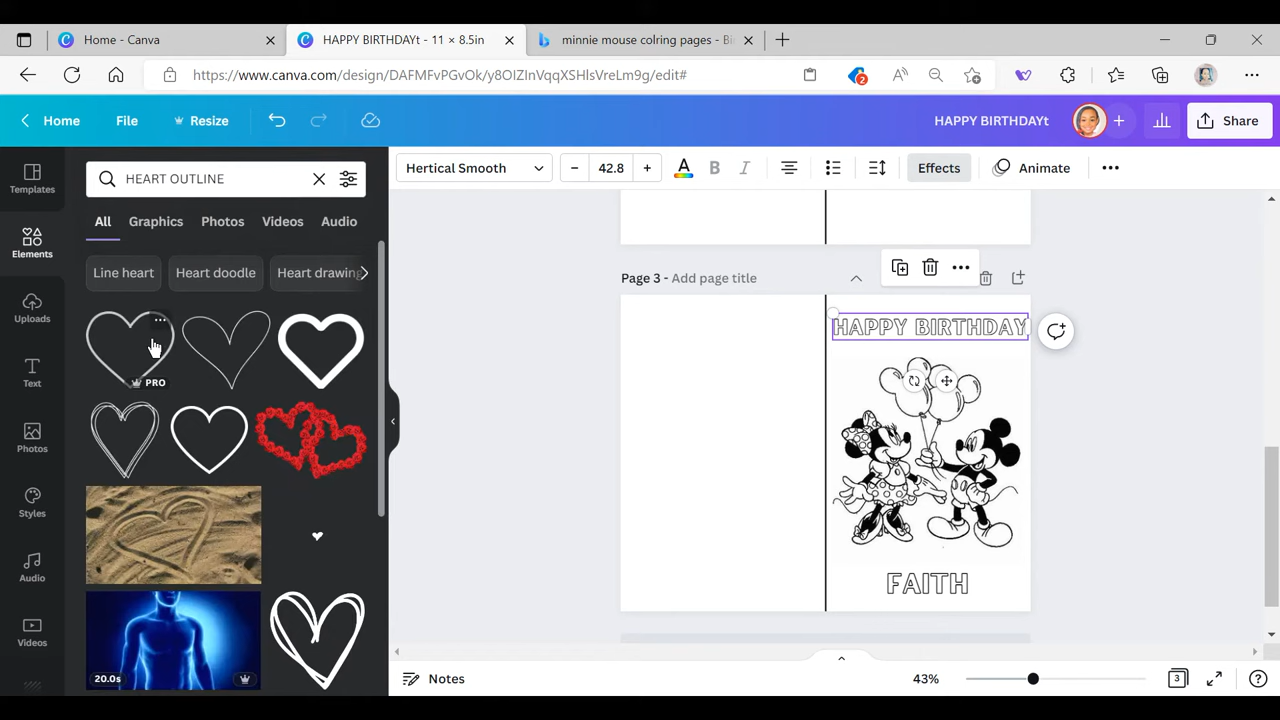 Home - Canva
HAPPY BIRTHDAYt - 11 × 8.5in
minnie mouse colring pages - Bi
https://www.canva.com/design/DAFMFvPGvOk/y8OIZInVqqXSHlsVreLm9g/edit#
2
Home File Resize HAPPY BIRTHDAYt Share
HEART OUTLINE
Hertical Smooth 42.8 A B I Effects Animate
Templates
Elements
Uploads
Text
Photos
Styles
Audio
Videos
All Graphics Photos Videos Audio
Line heart Heart doodle Heart drawing
PRO
20.0s
Page 3 - Add page title
HAPPY BIRTHDAY
FAITH
Notes 43% 3